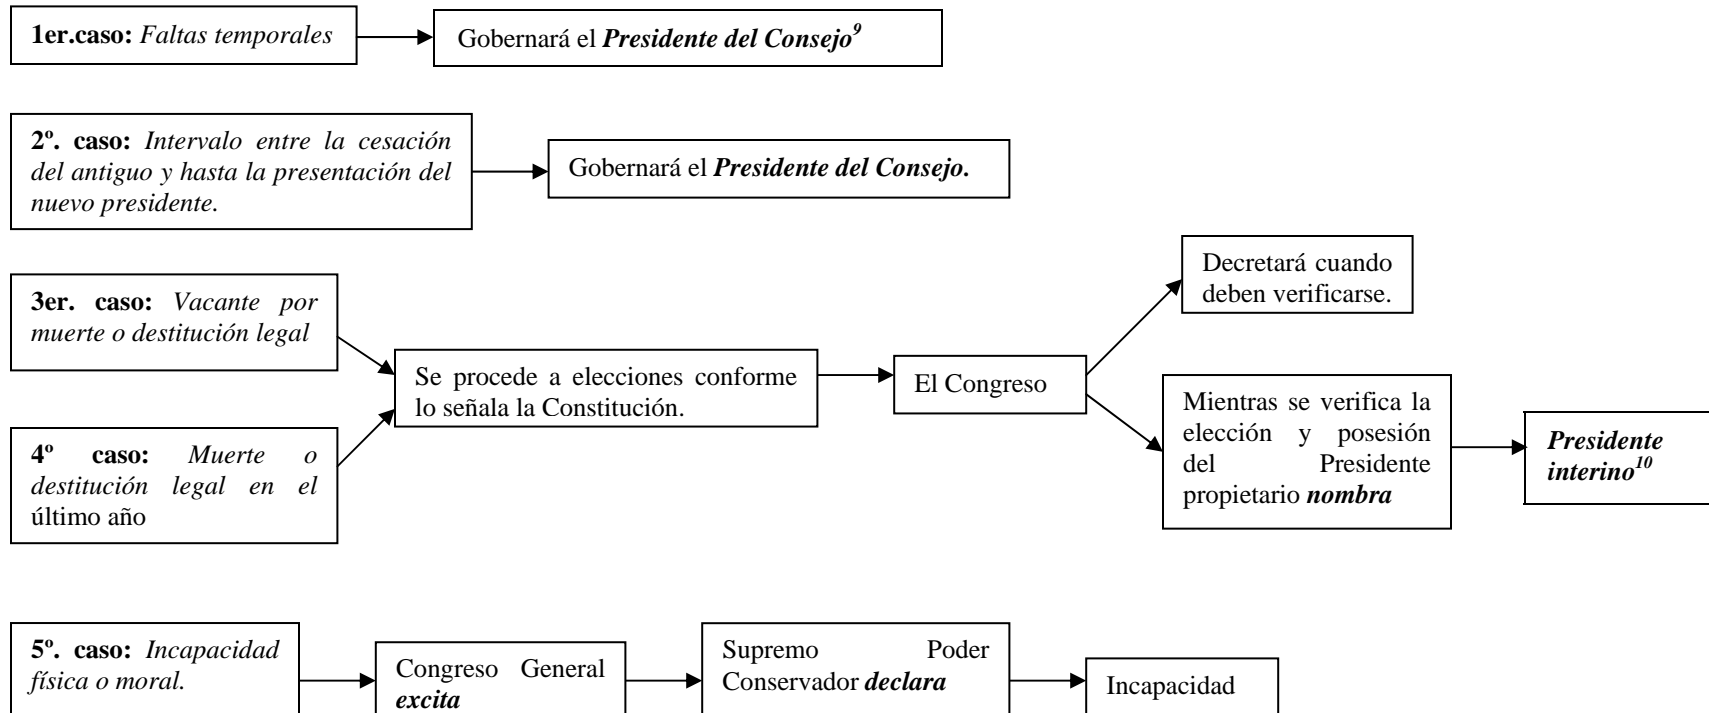 1er.caso: Faltas temporales
Gobernará el Presidente del Consejo9
2º. caso: Intervalo entre la cesación
del antiguo y hasta la presentación del
nuevo presidente.
Gobernará el Presidente del Consejo.
3er. caso: Vacante por
muerte o destitución legal
4º caso: Muerte o
destitución legal en el
último año
Se procede a elecciones conforme
lo señala la Constitución.
El Congreso
Decretará cuando
deben verificarse.
Mientras se verifica la
elección y posesión
del Presidente
propietario nombra
Presidente
interino10
5º. caso: Incapacidad
física o moral.
Congreso General
excita
Supremo Poder
Conservador declara
Incapacidad